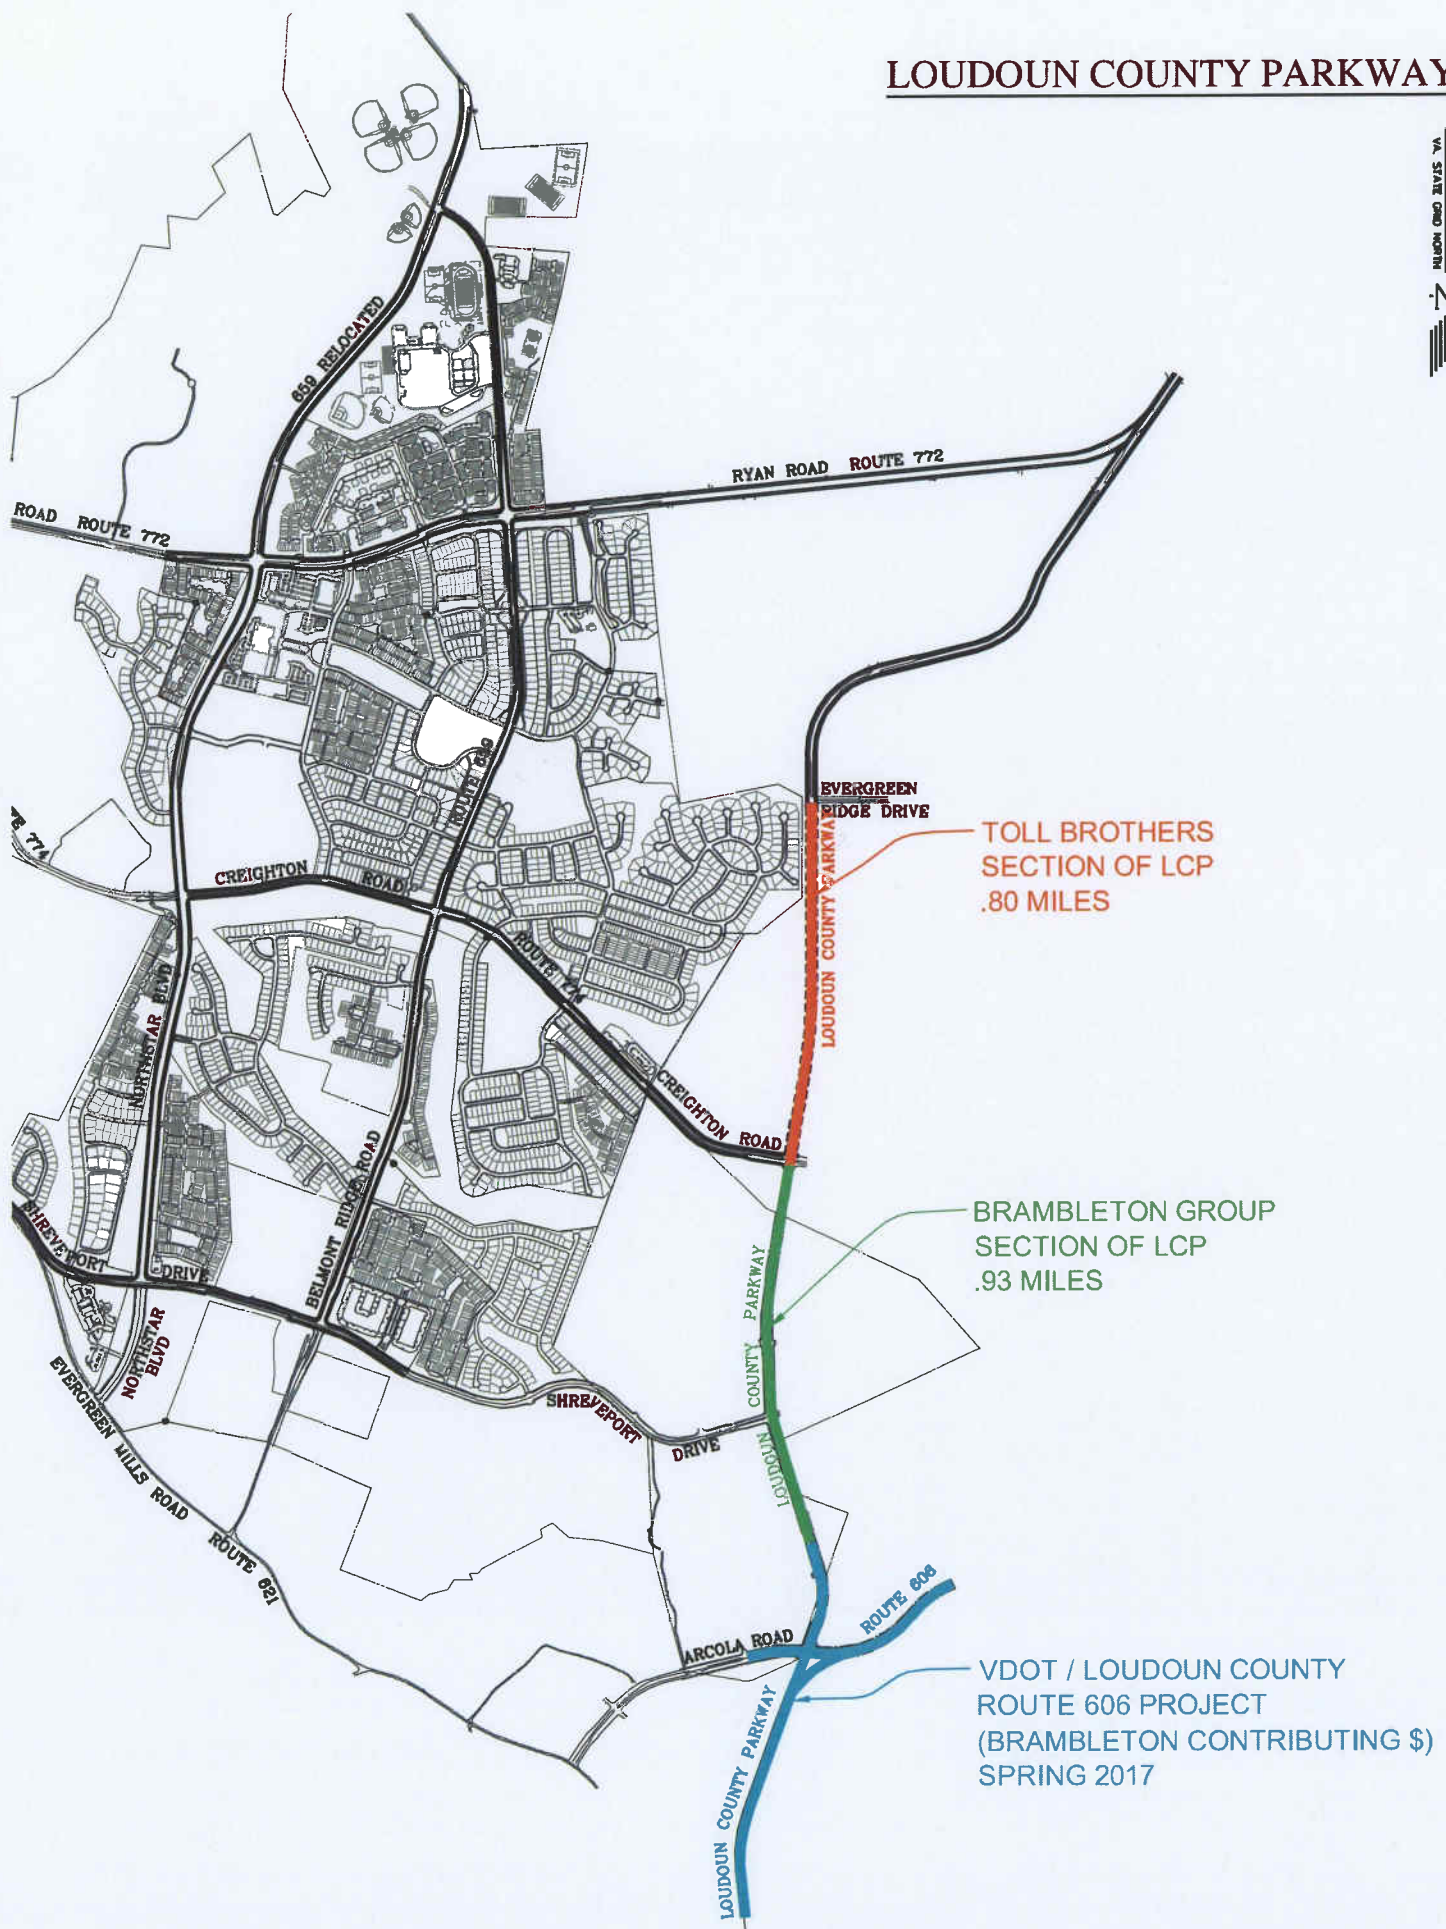 LOUDOUN COUNTY PARKWAY
VA. STATE GRID NORTH
659 RELOCATED
RYAN ROAD ROUTE 772
ROAD ROUTE 772
ROUTE 659
EVERGREEN
RIDGE DRIVE
TOLL BROTHERS
SECTION OF LCP
.80 MILES
LOUDOUN COUNTY PARKWAY
TE 774
CREIGHTON ROAD
ROUTE 774
NORTHSTAR BLVD
CREIGHTON ROAD
BELMONT RIDGE ROAD
BRAMBLETON GROUP
SECTION OF LCP
.93 MILES
SHREVEPORT DRIVE
LOUDOUN COUNTY PARKWAY
NORTHSTAR
BLVD
SHREVEPORT DRIVE
EVERGREEN MILLS ROAD ROUTE 621
ROUTE 606
ARCOLA ROAD
VDOT / LOUDOUN COUNTY
ROUTE 606 PROJECT
(BRAMBLETON CONTRIBUTING $)
SPRING 2017
LOUDOUN COUNTY PARKWAY